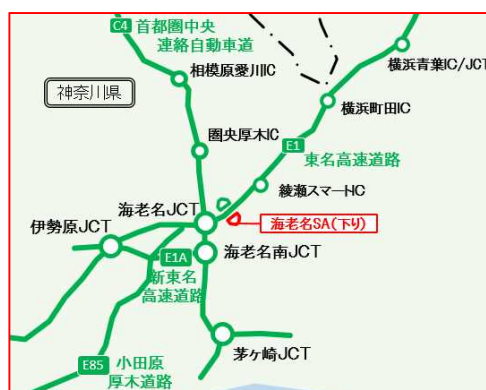 C4 首都圏中央
連絡自動車道
横浜青葉IC/JCT
相模原愛川IC
神奈川県
横浜町田IC
圏央厚木IC
E1
東名高速道路
綾瀬スマートIC
海老名JCT
海老名SA(下り)
伊勢原JCT
海老名南JCT
E1A
新東名
高速道路
茅ヶ崎JCT
E85 小田原
厚木道路